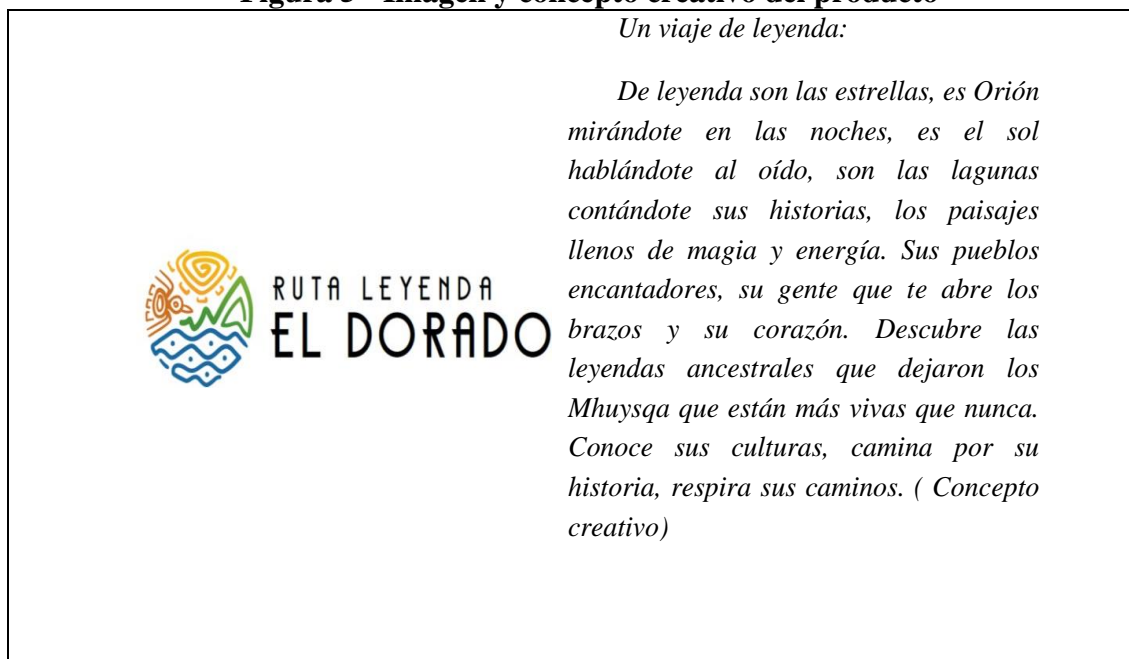 Figura 3 - Imagen y concepto creativo del producto
Un viaje de leyenda:
De leyenda son las estrellas, es Orión
mirándote en las noches, es el sol
hablándote al oído, son las lagunas
contándote sus historias, los paisajes
llenos de magia y energía. Sus pueblos
encantadores, su gente que te abre los
brazos y su corazón. Descubre las
leyendas ancestrales que dejaron los
Mhuysqa que están más vivas que nunca.
Conoce sus culturas, camina por su
historia, respira sus caminos. ( Concepto
creativo)
RUTA LEYENDA
EL DORADO